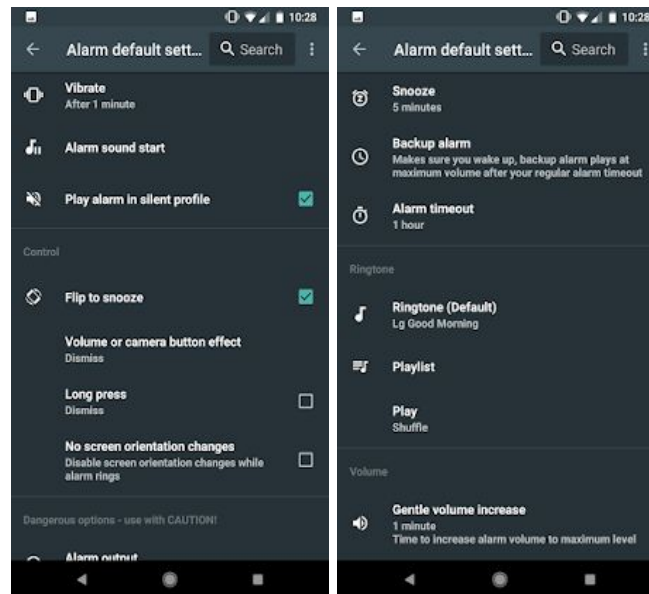 10:28
Alarm default sett...
Search
Vibrate
After 1 minute
Alarm sound start
Play alarm in silent profile
Control
Flip to snooze
Volume or camera button effect
Dismiss
Long press
Dismiss
No screen orientation changes
Disable screen orientation changes while
alarm rings
Dangerous options - use with CAUTION!
Alarm output
10:28
Alarm default sett...
Search
Snooze
5 minutes
Backup alarm
Makes sure you wake up, backup alarm plays at
maximum volume after your regular alarm timeout
Alarm timeout
1 hour
Ringtone
Ringtone (Default)
Lg Good Morning
Playlist
Play
Shuffle
Volume
Gentle volume increase
1 minute
Time to increase alarm volume to maximum level